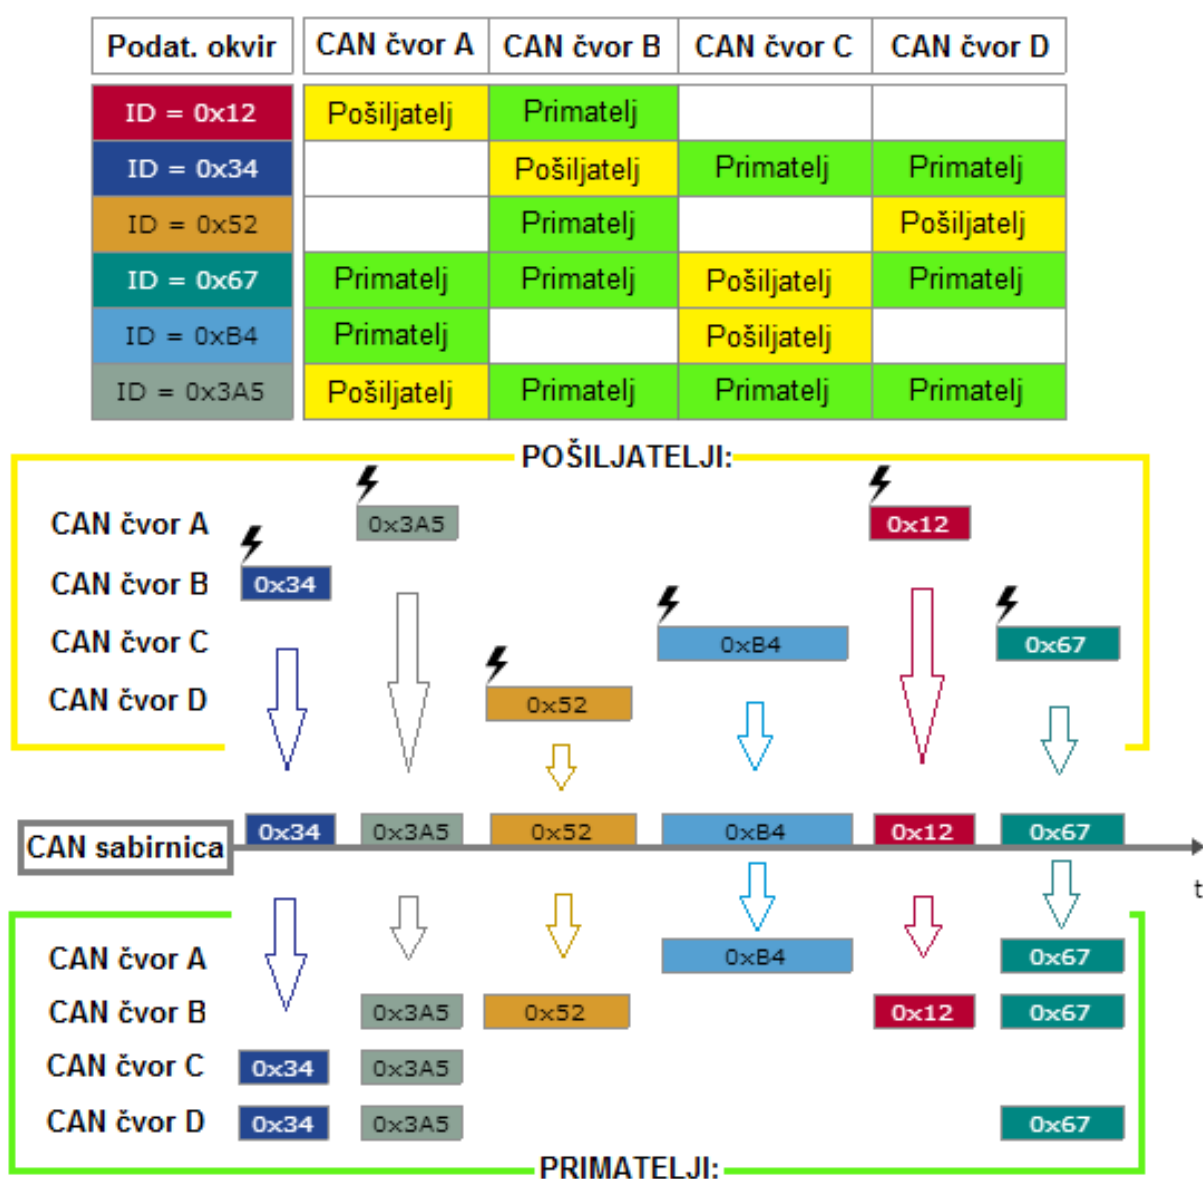 Podat. okvir CAN čvor A CAN čvor B CAN čvor C CAN čvor D
ID = 0x12 Pošiljatelj Primatelj
ID = 0x34 Pošiljatelj Primatelj Primatelj
ID = 0x52 Primatelj Pošiljatelj
ID = 0x67 Primatelj Primatelj Pošiljatelj Primatelj
ID = 0xB4 Primatelj Pošiljatelj
ID = 0x3A5 Pošiljatelj Primatelj Primatelj Primatelj
POŠILJATELJI:
CAN čvor A 0x3A5 0x12
CAN čvor B 0x34
CAN čvor C 0xB4 0x67
CAN čvor D 0x52
CAN sabirnica 0x34 0x3A5 0x52 0xB4 0x12 0x67
t
CAN čvor A 0xB4 0x67
CAN čvor B 0x3A5 0x52 0x12 0x67
CAN čvor C 0x34 0x3A5
CAN čvor D 0x34 0x3A5 0x67
PRIMATELJI: